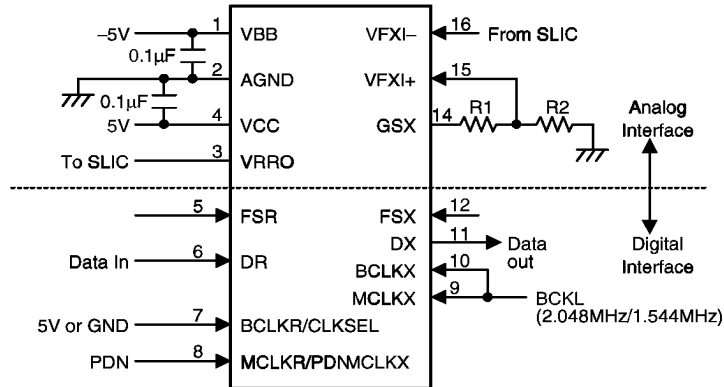 –5V 1 VBB VFXI– 16 From SLIC
0.1µF
2 AGND VFXI+ 15
0.1µF
5V 4 VCC GSX 14 R1 R2
Analog
Interface
To SLIC 3 VRRO
5 FSR FSX 12
DX 11 Data
out
Digital
Interface
Data In 6 DR
BCLKX 10
MCLKX 9 BCKL
(2.048MHz/1.544MHz)
5V or GND 7 BCLKR/CLKSEL
PDN 8 MCLKR/PDNMCLKX